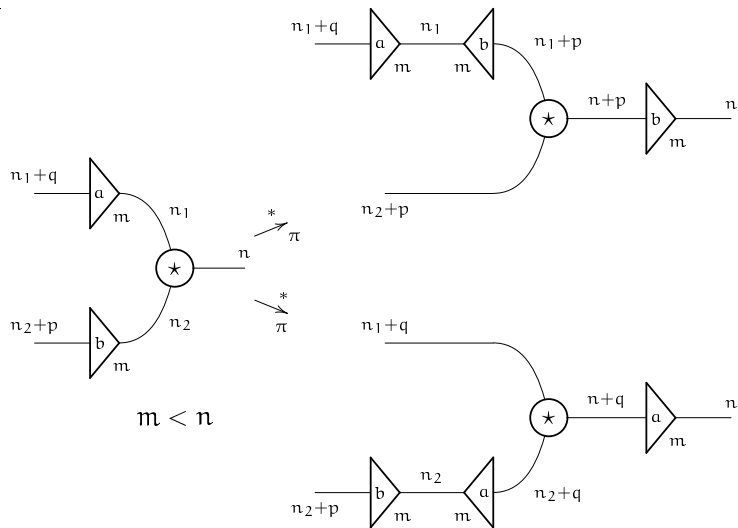 n₁+q
a
m
n₁
m
b
n₁+p
⋆
n+p
b
m
n
n₂+p
n₁+q
a
m
n₁
⋆
n
n₂+p
b
m
n₂
*
π
*
π
m < n
n₁+q
⋆
n+q
a
m
n
n₂+p
b
m
n₂
m
a
n₂+q